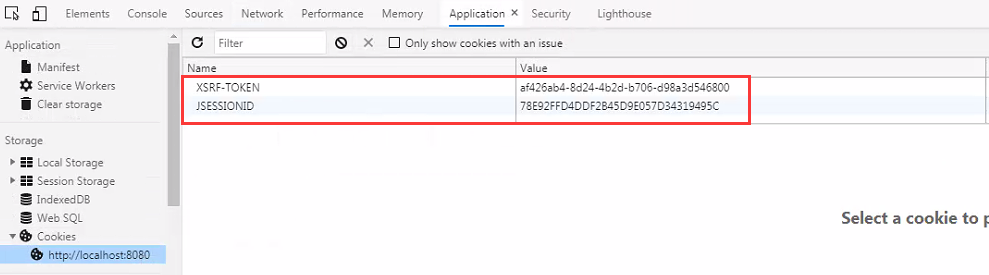 Elements Console Sources Network Performance Memory Application Security Lighthouse
Application
Manifest
Service Workers
Clear storage
Storage
Local Storage
Session Storage
IndexedDB
Web SQL
Cookies
http://localhost:8080
Filter Only show cookies with an issue
Name Value
XSRF-TOKEN af426ab4-8d24-4b2d-b706-d98a3d546800
JSESSIONID 78E92FFD4DDF2B45D9E057D34319495C
Select a cookie to p